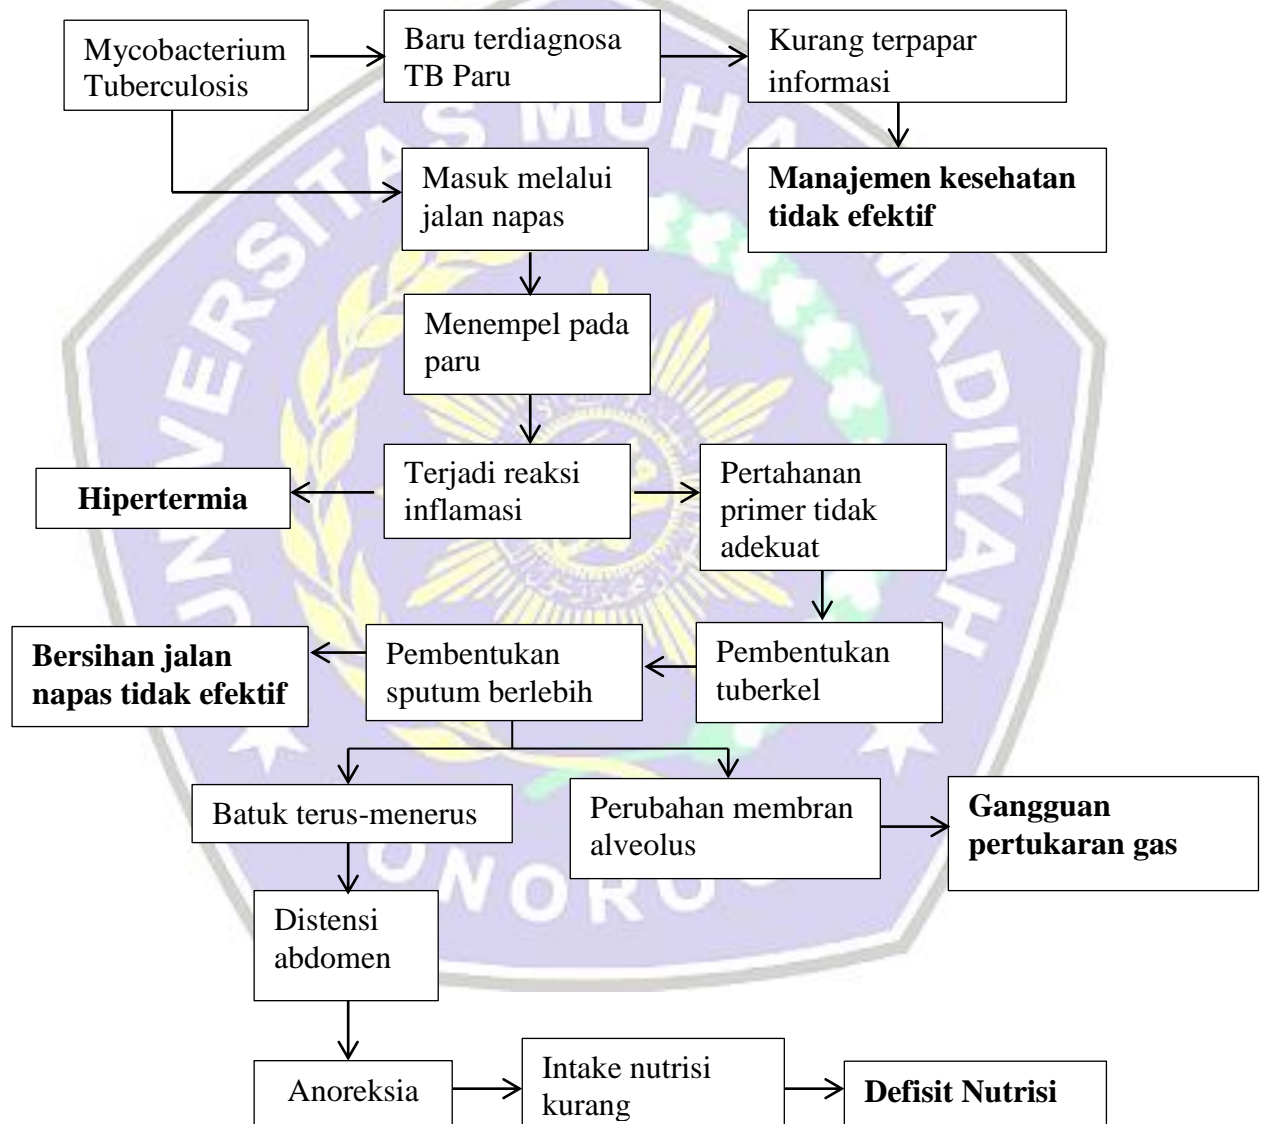 Mycobacterium
Tuberculosis
Baru terdiagnosa
TB Paru
Kurang terpapar
informasi
Masuk melalui
jalan napas
Manajemen kesehatan
tidak efektif
Menempel pada
paru
Hipertermia
Terjadi reaksi
inflamasi
Pertahanan
primer tidak
adekuat
Bersihan jalan
napas tidak efektif
Pembentukan
sputum berlebih
Pembentukan
tuberkel
Batuk terus-menerus
Perubahan membran
alveolus
Gangguan
pertukaran gas
Distensi
abdomen
Anoreksia
Intake nutrisi
kurang
Defisit Nutrisi
UNIVERSITAS MUHAMMADIYAH